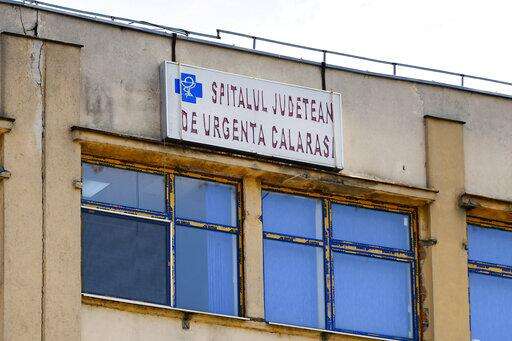 SPITALUL JUDETEAN
DE URGENTA CALARASI